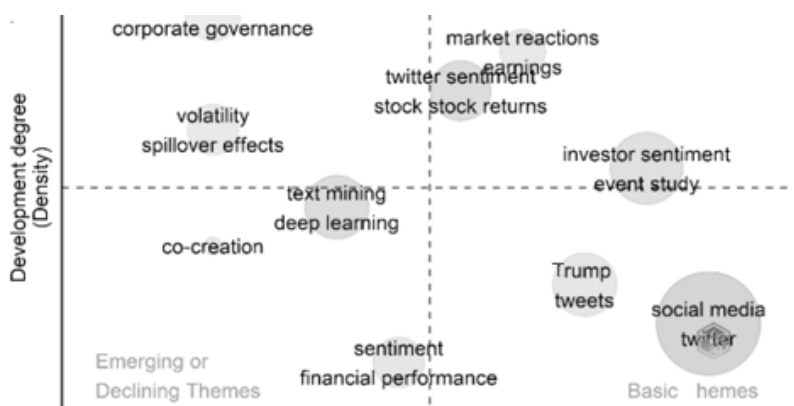 corporate governance
market reactions
earnings
twitter sentiment
stock stock returns
volatility
spillover effects
investor sentiment
event study
Development degree
(Density)
text mining
deep learning
co-creation
Trump
tweets
social media
twitter
sentiment
financial performance
Emerging or
Declining Themes
Basic hemes